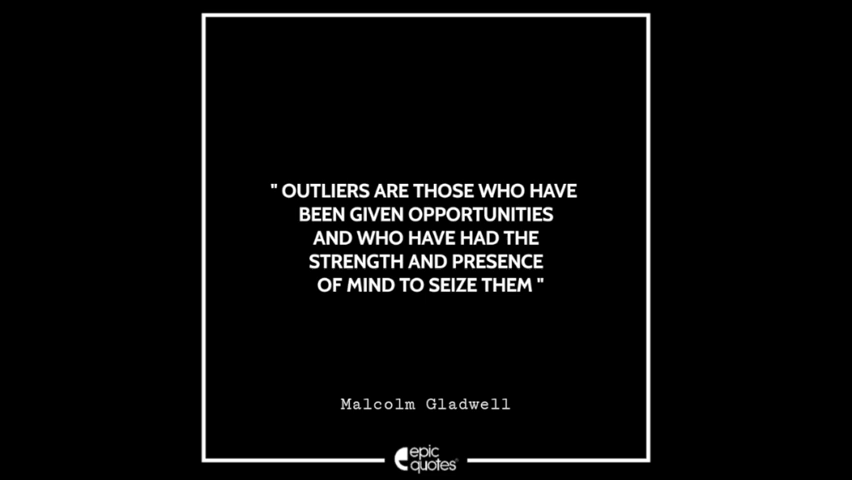 " OUTLIERS ARE THOSE WHO HAVE
BEEN GIVEN OPPORTUNITIES
AND WHO HAVE HAD THE
STRENGTH AND PRESENCE
OF MIND TO SEIZE THEM "
Malcolm Gladwell
epic
quotes